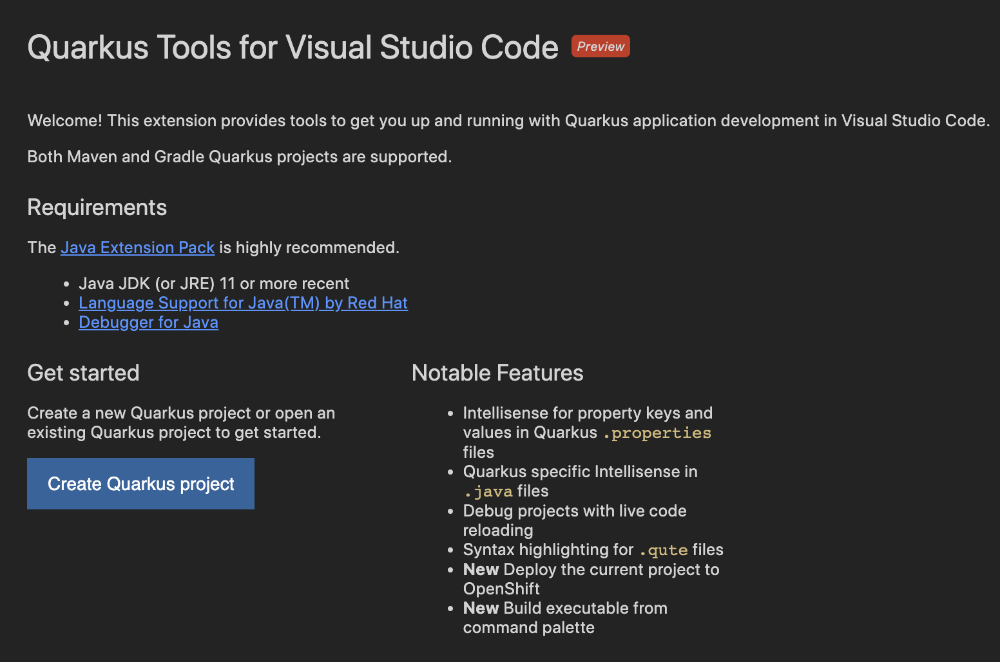 Quarkus Tools for Visual Studio Code Preview
Welcome! This extension provides tools to get you up and running with Quarkus application development in Visual Studio Code.
Both Maven and Gradle Quarkus projects are supported.
Requirements
The Java Extension Pack is highly recommended.
• Java JDK (or JRE) 11 or more recent
• Language Support for Java(TM) by Red Hat
• Debugger for Java
Get started
Create a new Quarkus project or open an
existing Quarkus project to get started.
Create Quarkus project
Notable Features
• Intellisense for property keys and
values in Quarkus .properties
files
• Quarkus specific Intellisense in
.java files
• Debug projects with live code
reloading
• Syntax highlighting for .qute files
• New Deploy the current project to
OpenShift
• New Build executable from
command palette